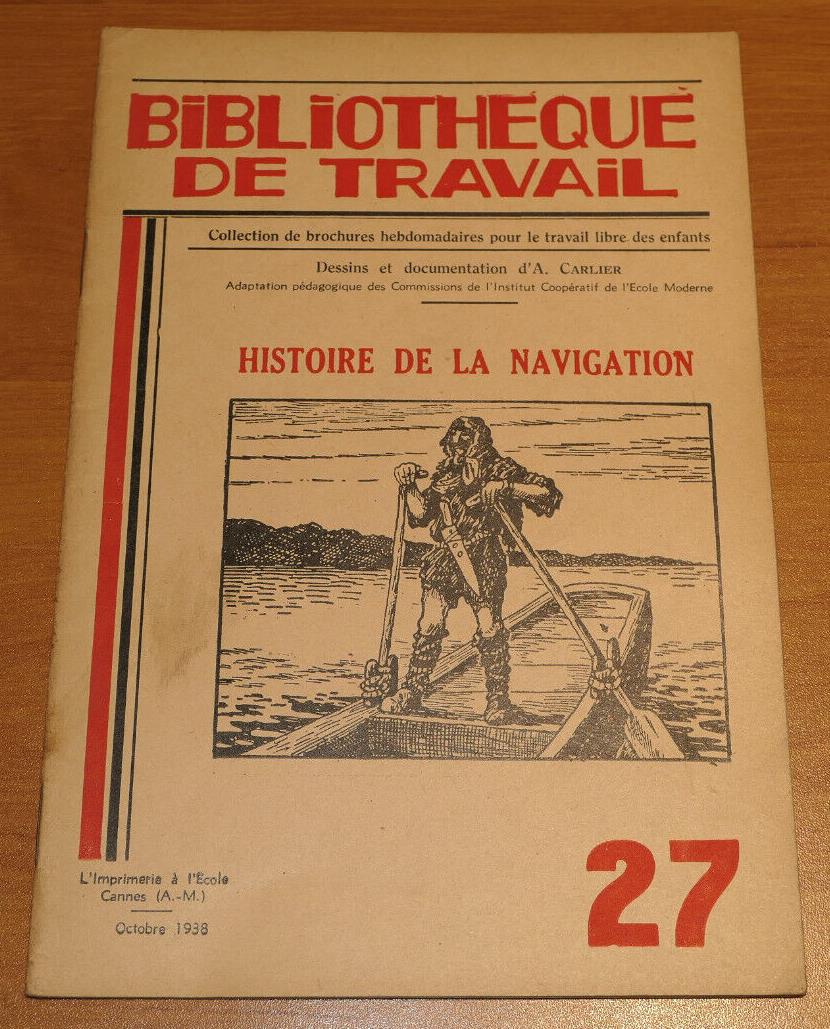 BiBLiOTHÈQUE
DE TRAVAiL
Collection de brochures hebdomadaires pour le travail libre des enfants
Dessins et documentation d'A. CARLIER
Adaptation pédagogique des Commissions de l'Institut Coopératif de l'Ecole Moderne
HISTOIRE DE LA NAVIGATION
27
L'Imprimerie à l'École
Cannes (A.-M.)
Octobre 1938